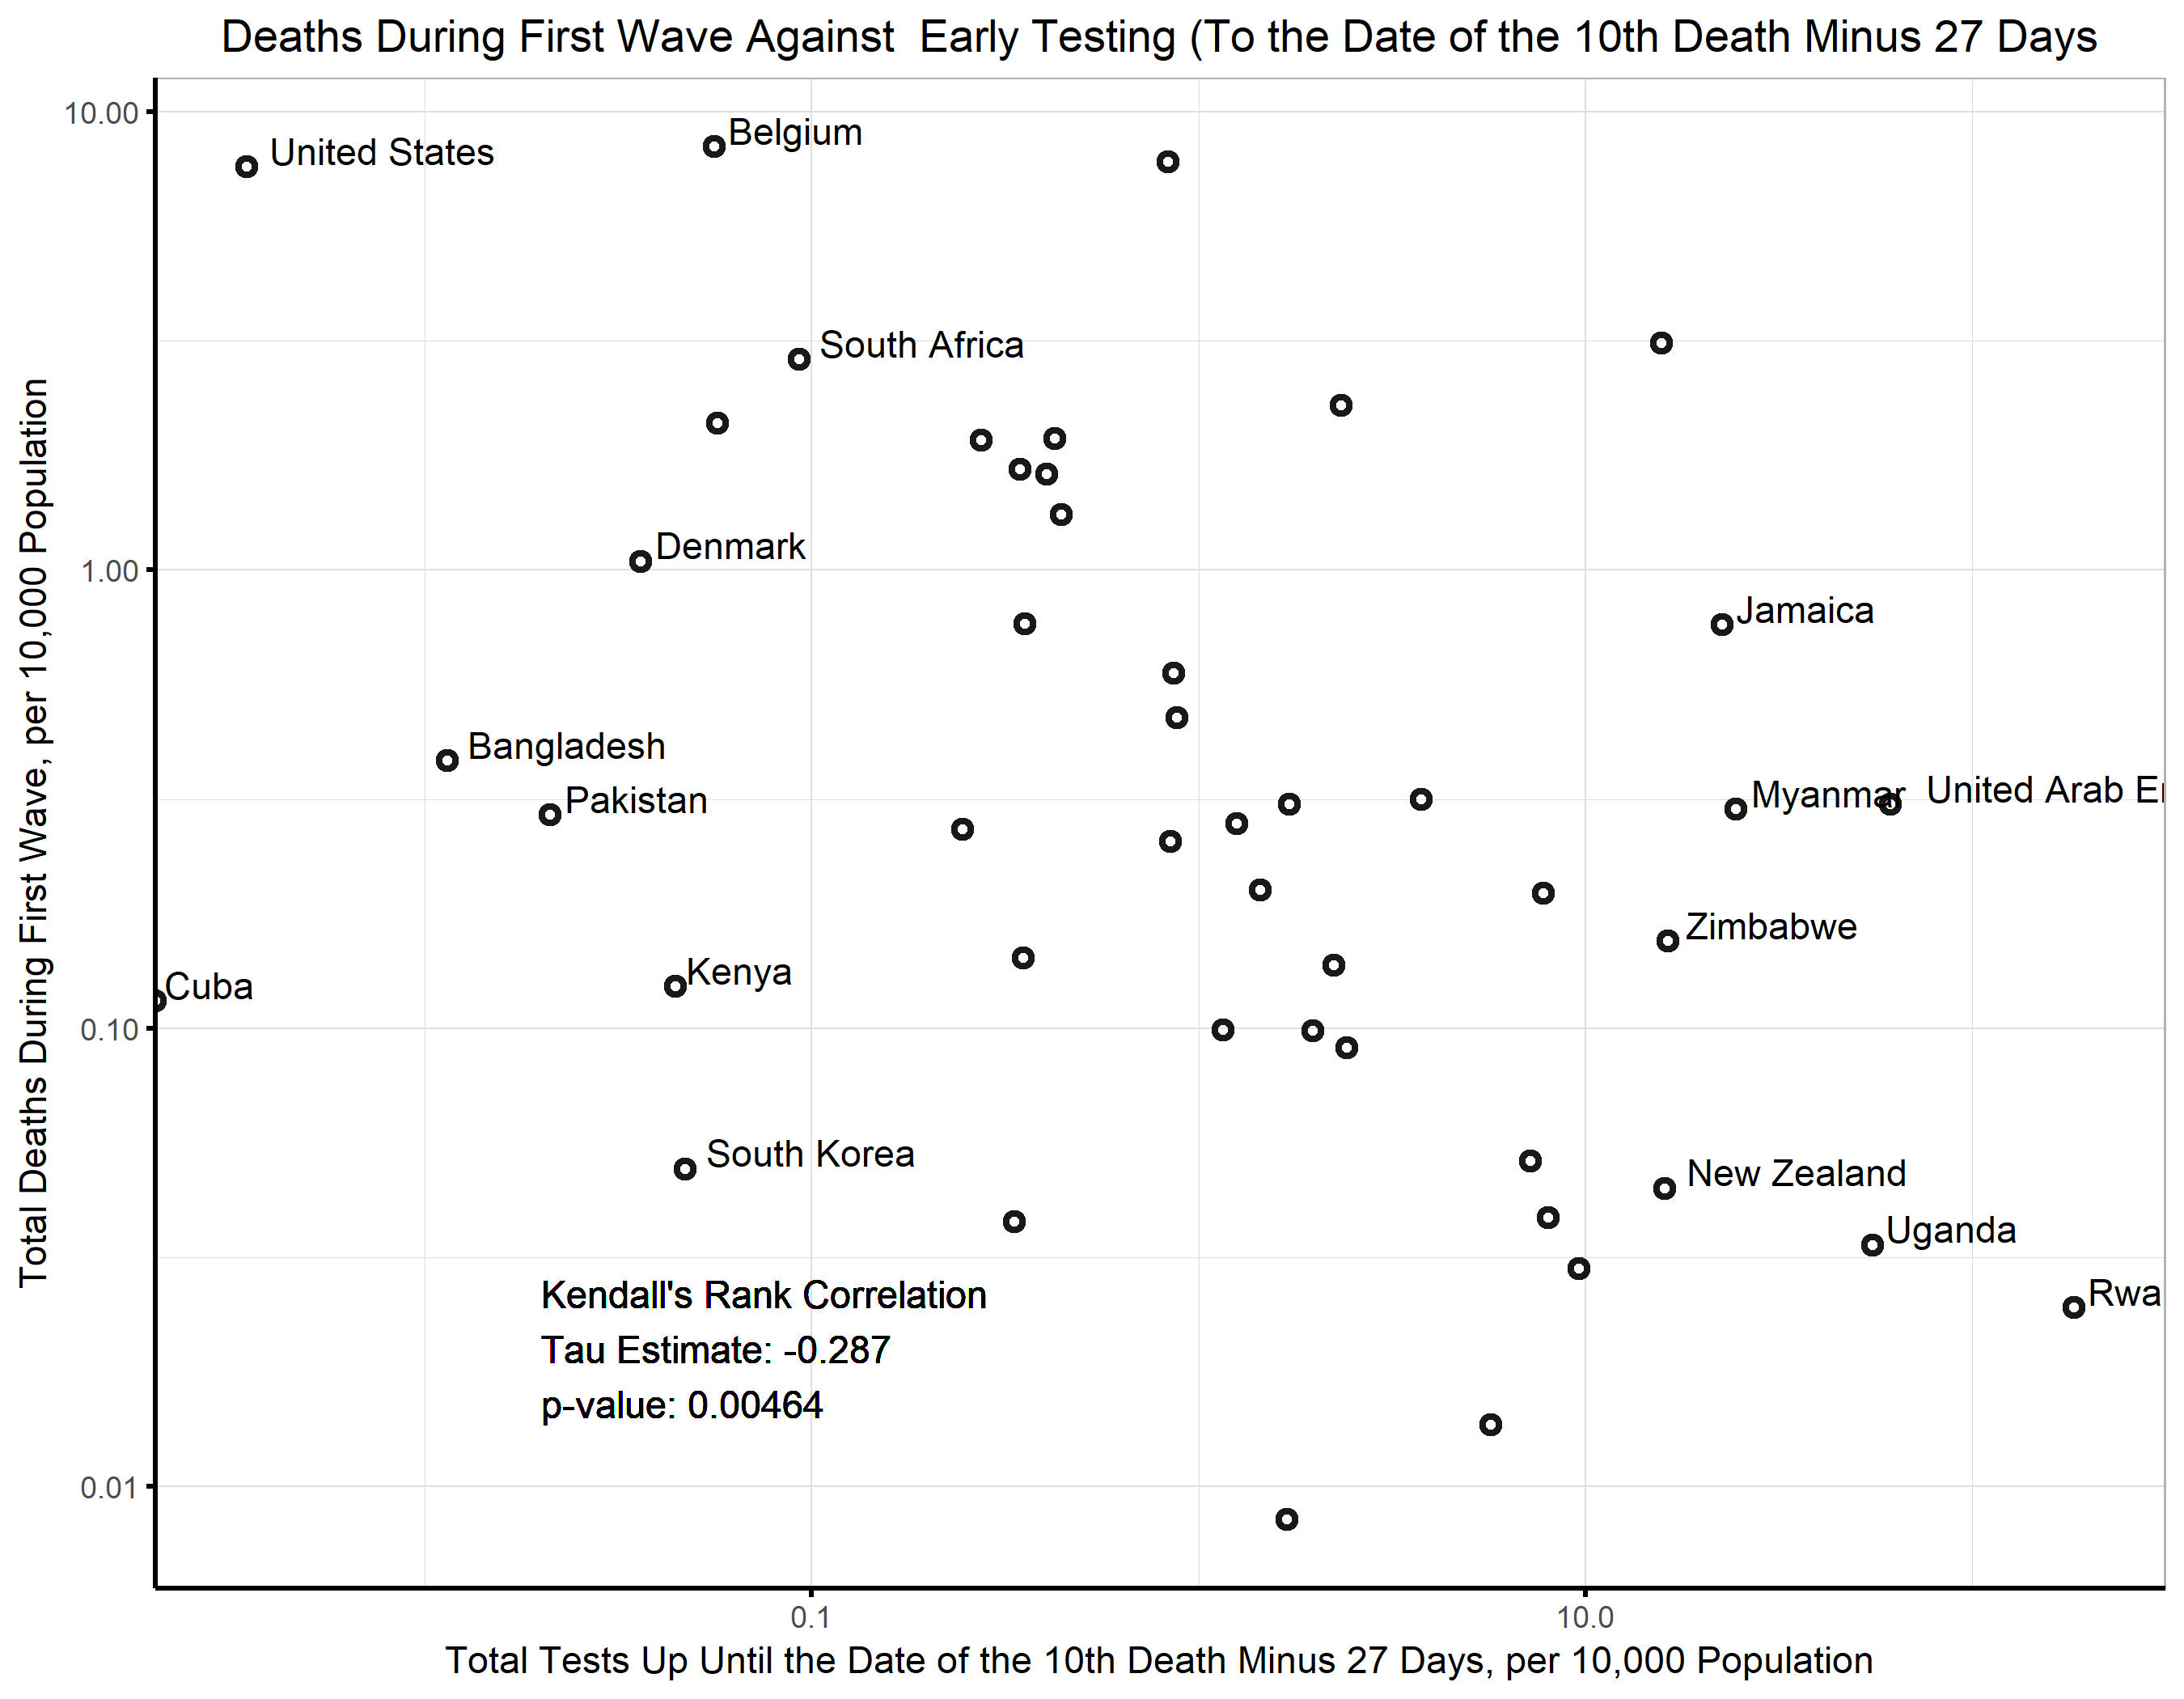 Deaths During First Wave Against  Early Testing (To the Date of the 10th Death Minus 27 Days
10.00
Belgium
United States
South Africa
Total Deaths During First Wave, per 10,000 Population
1.00
Denmark
Jamaica
Bangladesh
Pakistan
Myanmar
United Arab E
Zimbabwe
Kenya
Cuba
0.10
South Korea
New Zealand
Uganda
Rwa
Kendall's Rank Correlation
Tau Estimate: -0.287
p-value: 0.00464
0.01
0.1
10.0
Total Tests Up Until the Date of the 10th Death Minus 27 Days, per 10,000 Population